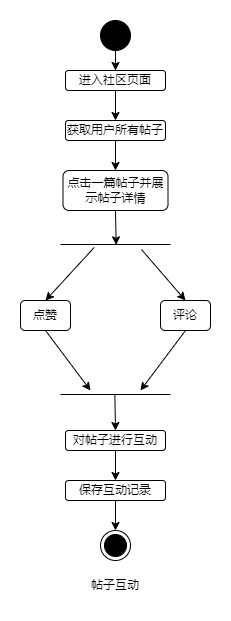 进入社区页面
获取用户所有帖子
点击一篇帖子并展
示帖子详情
点赞
评论
对帖子进行互动
保存互动记录
帖子互动